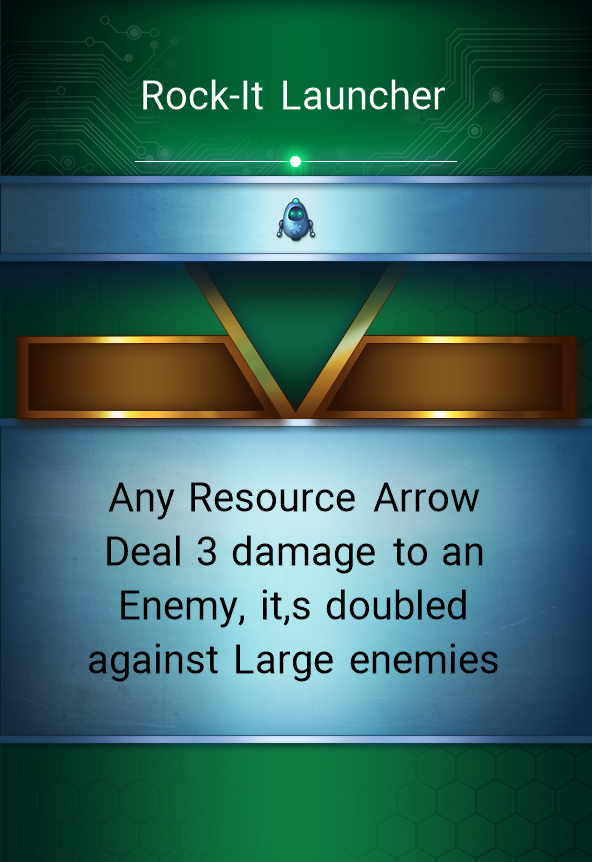 Rock-It Launcher
Any Resource Arrow
Deal 3 damage to an
Enemy, it,s doubled
against Large enemies